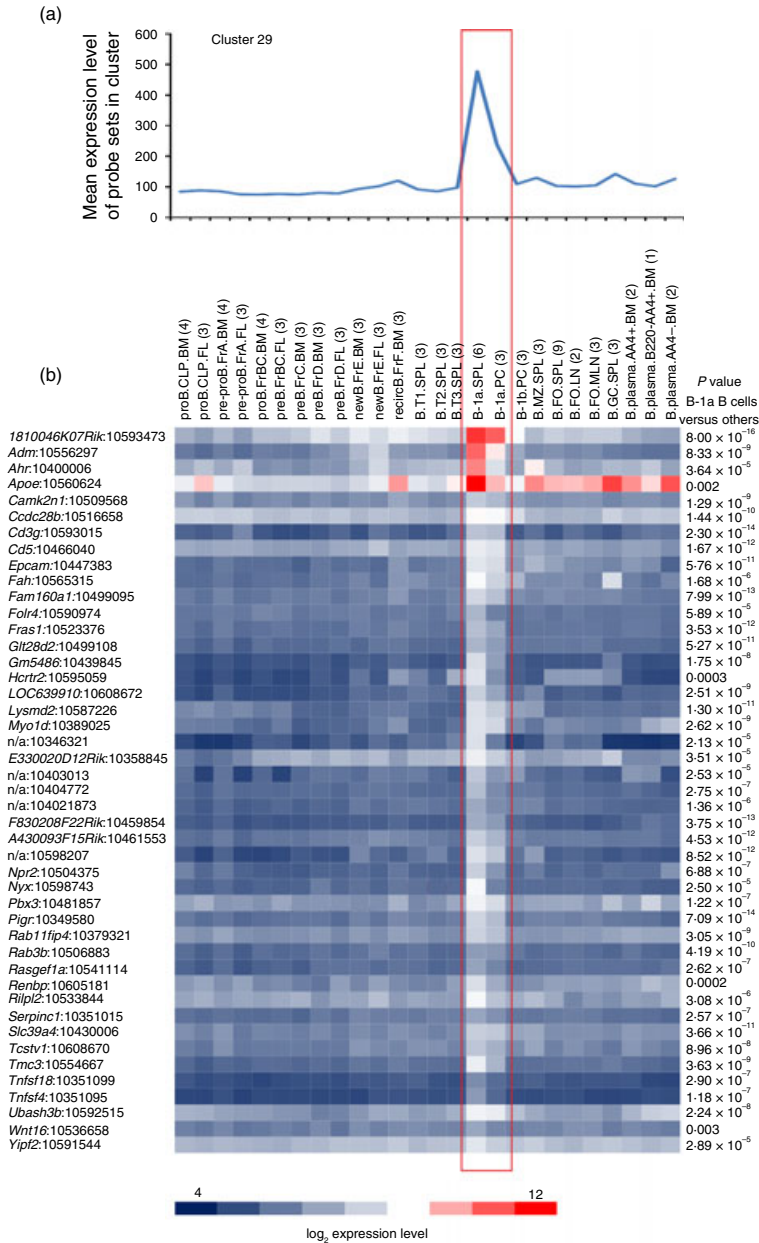 (a)
Cluster 29
Mean expression level
of probe sets in cluster
600
500
400
300
200
100
0
(b)
proB.CLP.BM (4)
proB.CLP.FL (3)
pre-proB.FrA.BM (4)
pre-proB.FrA.FL (3)
proB.FrBC.BM (4)
proB.FrBC.FL (3)
preB.FrC.BM (3)
preB.FrD.BM (3)
preB.FrD.FL (3)
newB.FrE.BM (3)
newB.FrE.FL (3)
recircB.FrF.BM (3)
B.T1.SPL (3)
B.T2.SPL (3)
B.T3.SPL (3)
B-1a.SPL (6)
B-1a.PC (3)
B-1b.PC (3)
B.MZ.SPL (3)
B.FO.SPL (9)
B.FO.LN (2)
B.FO.MLN (3)
B.GC.SPL (3)
B.plasma.AA4+.BM (2)
B.plasma.B220-AA4+.BM (1)
B.plasma.AA4–.BM (2)
P value
B-1a B cells
versus others
1810046K07Rik:10593473 8·00 × 10⁻¹⁶
Adm:10556297 8·33 × 10⁻⁹
Ahr:10400006 3·64 × 10⁻⁵
Apoe:10560624 0·002
Camk2n1:10509568 1·29 × 10⁻⁹
Ccdc28b:10516658 1·44 × 10⁻¹⁰
Cd3g:10593015 2·30 × 10⁻¹⁴
Cd5:10466040 1·67 × 10⁻¹²
Epcam:10447383 5·76 × 10⁻¹¹
Fah:10565315 1·68 × 10⁻⁶
Fam160a1:10499095 7·99 × 10⁻¹³
Folr4:10590974 5·89 × 10⁻⁵
Fras1:10523376 3·53 × 10⁻¹²
Glt28d2:10499108 5·27 × 10⁻¹¹
Gm5486:10439845 1·75 × 10⁻⁸
Hcrtr2:10595059 0·0003
LOC639910:10608672 2·51 × 10⁻⁹
Lysmd2:10587226 1·30 × 10⁻¹¹
Myo1d:10389025 2·62 × 10⁻⁹
n/a:10346321 2·13 × 10⁻⁵
E330020D12Rik:10358845 3·51 × 10⁻⁵
n/a:10403013 2·53 × 10⁻⁵
n/a:10404772 2·75 × 10⁻⁷
n/a:104021873 1·36 × 10⁻⁶
F830208F22Rik:10459854 3·75 × 10⁻¹³
A430093F15Rik:10461553 4·53 × 10⁻¹²
n/a:10598207 8·52 × 10⁻¹²
Npr2:10504375 6·88 × 10⁻⁷
Nyx:10598743 2·50 × 10⁻⁵
Pbx3:10481857 1·22 × 10⁻⁷
Pigr:10349580 7·09 × 10⁻¹⁴
Rab11fip4:10379321 3·05 × 10⁻⁹
Rab3b:10506883 4·19 × 10⁻¹⁰
Rasgef1a:10541114 2·62 × 10⁻⁷
Renbp:10605181 0·0002
Rilpl2:10533844 3·08 × 10⁻⁶
Serpinc1:10351015 2·57 × 10⁻⁷
Slc39a4:10430006 3·66 × 10⁻¹¹
Tcstv1:10608670 8·96 × 10⁻⁸
Tmc3:10554667 3·63 × 10⁻⁹
Tnfsf18:10351099 2·90 × 10⁻⁷
Tnfsf4:10351095 1·18 × 10⁻⁷
Ubash3b:10592515 2·24 × 10⁻⁸
Wnt16:10536658 0·003
Yipf2:10591544 2·89 × 10⁻⁵
4 12
log₂ expression level